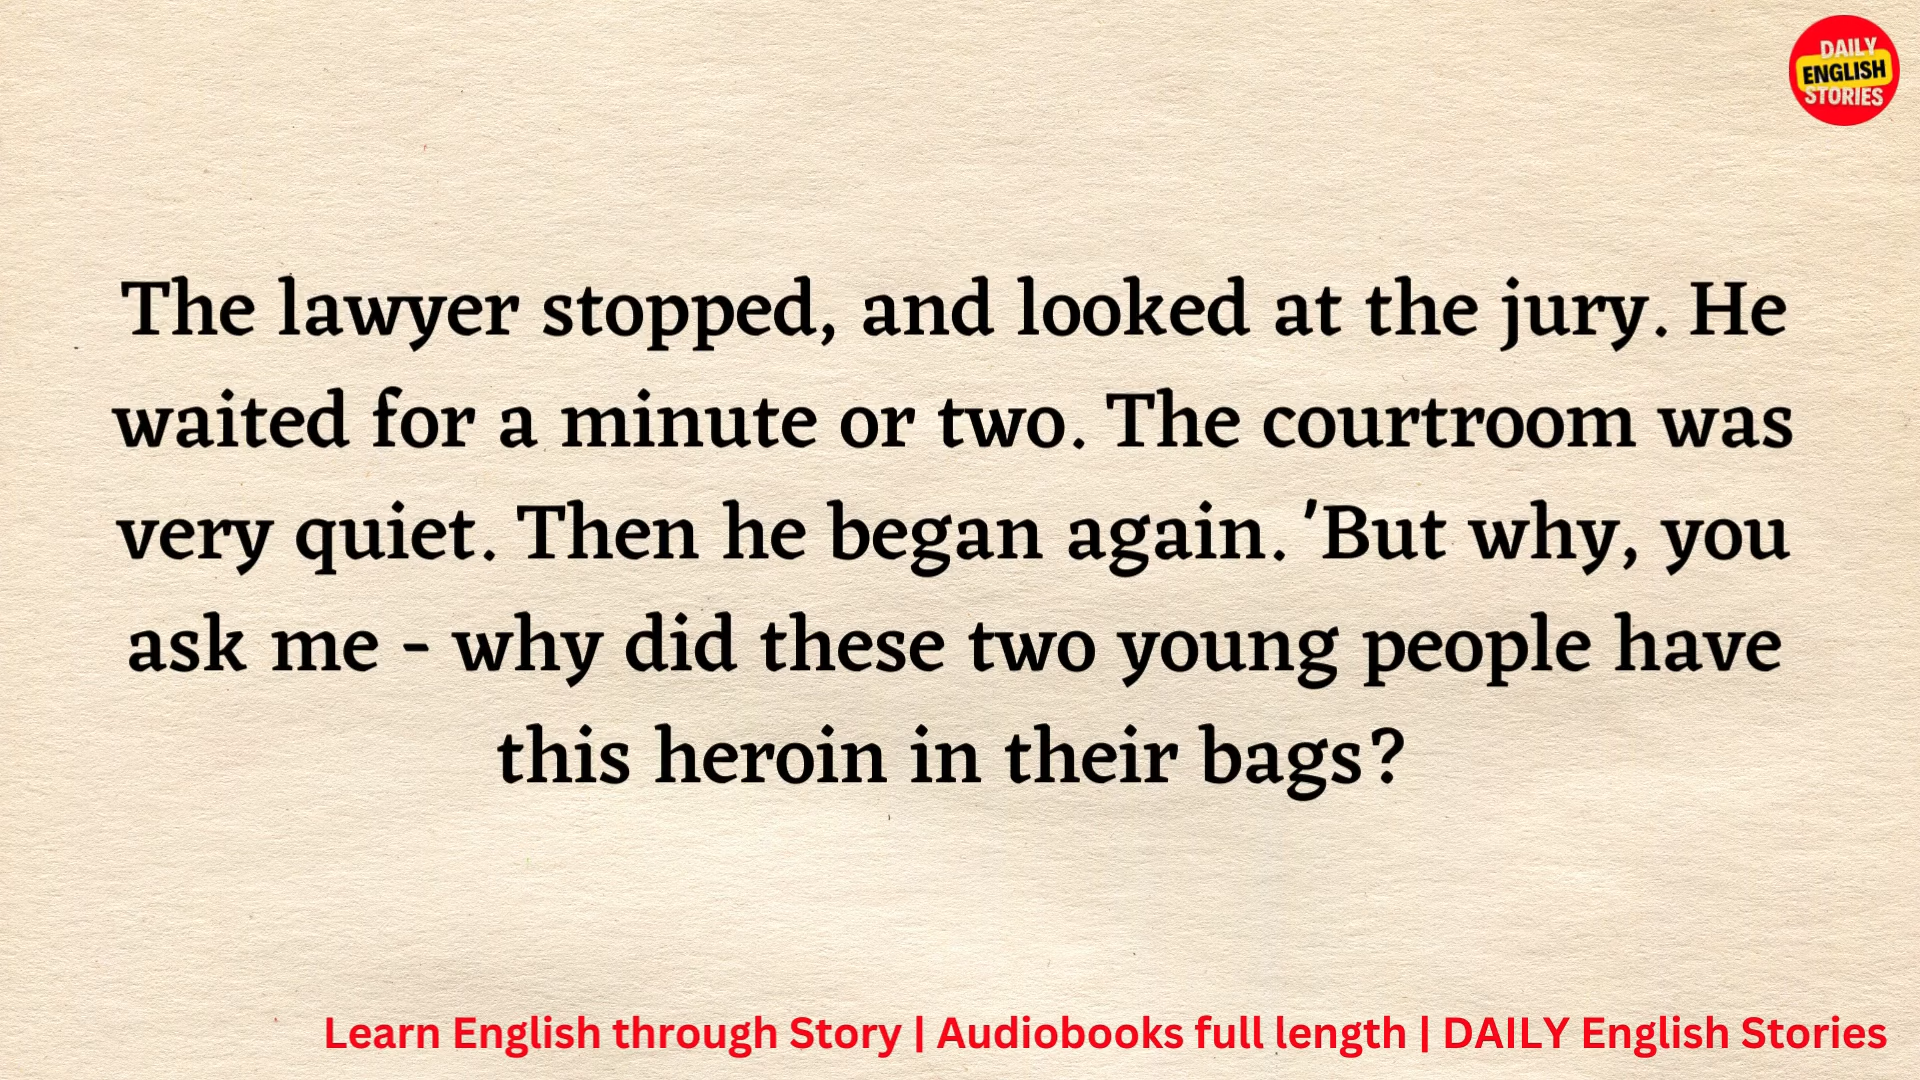 DAILY
ENGLISH
STORIES
The lawyer stopped, and looked at the jury. He
waited for a minute or two. The courtroom was
very quiet. Then he began again. 'But why, you
ask me - why did these two young people have
this heroin in their bags?
Learn English through Story | Audiobooks full length | DAILY English Stories